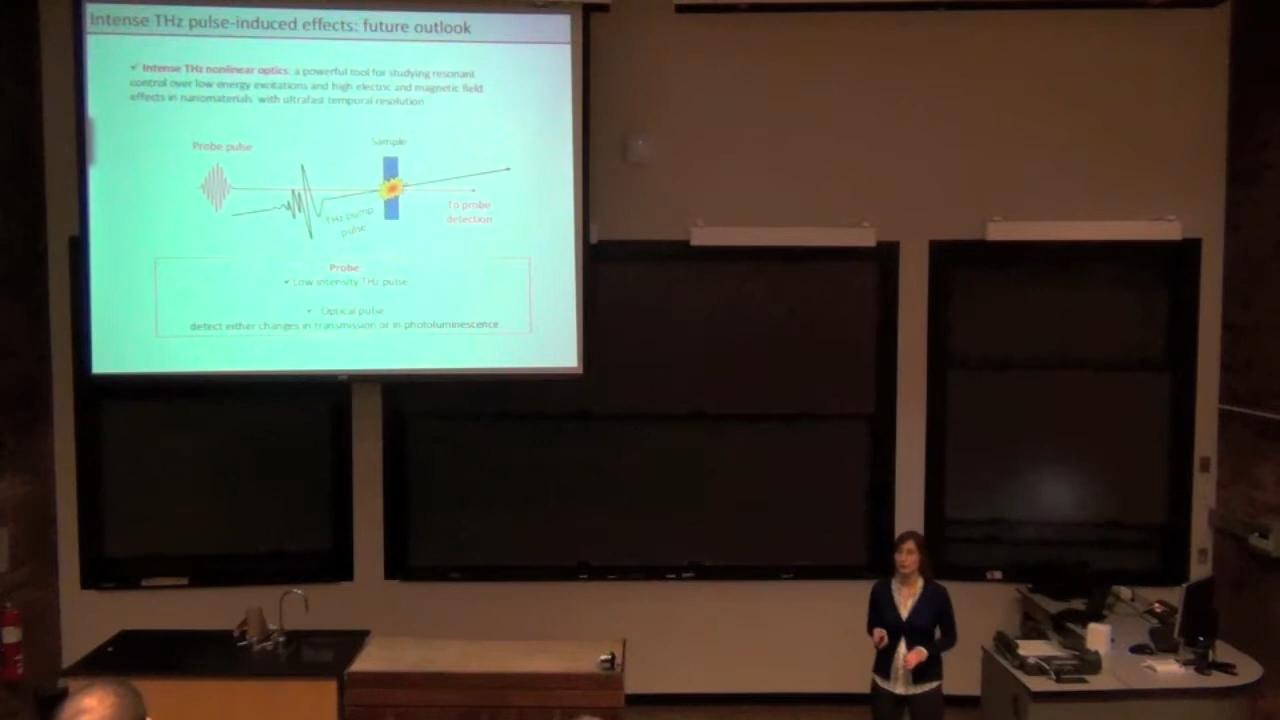 Intense THz pulse-induced effects: future outlook
✓ Intense THz nonlinear optics: a powerful tool for studying resonant
control over low energy excitations and high electric and magnetic field
effects in nanomaterials with ultrafast temporal resolution
Probe pulse
Sample
THz pump
pulse
To probe
detection
Probe:
✓ Low intensity THz pulse
✓ Optical pulse
detect either changes in transmission or in photoluminescence